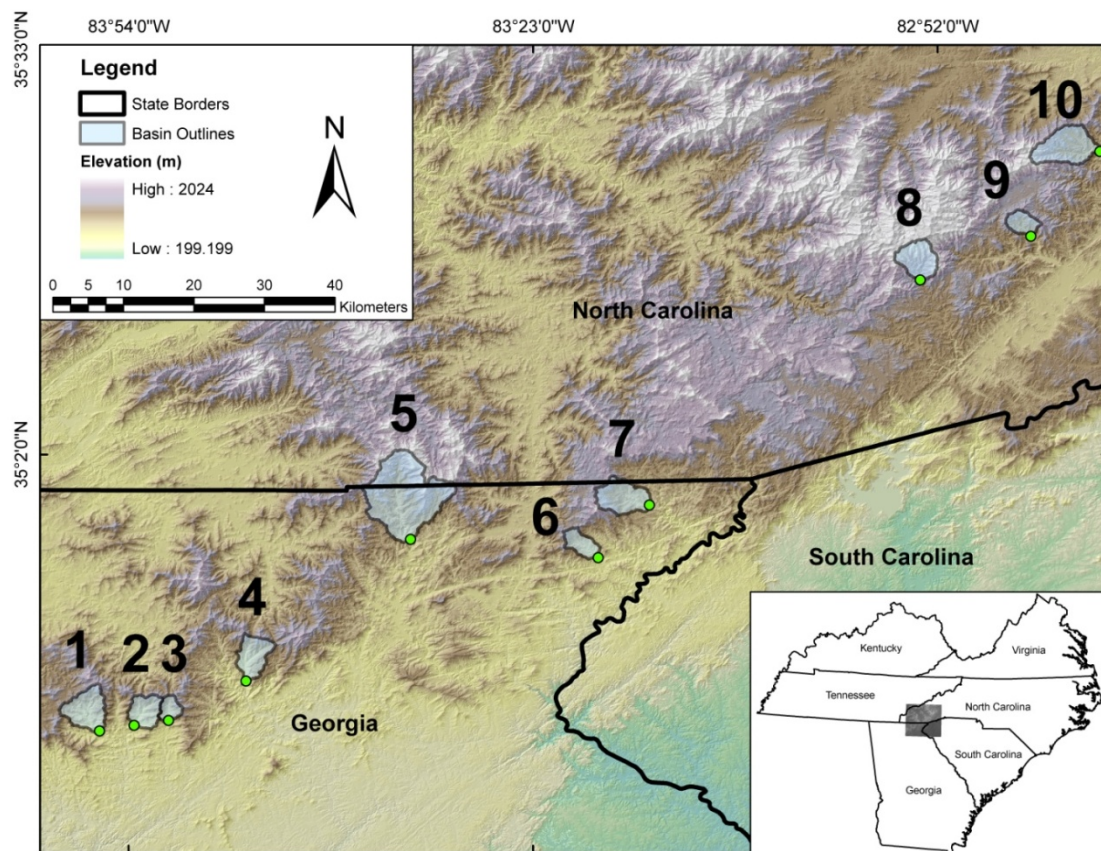 83°54'0"W 83°23'0"W 82°52'0"W
35°33'0"N
35°2'0"N
Legend
State Borders
Basin Outlines
Elevation (m)
High : 2024
Low : 199.199
N
0 5 10 20 30 40
Kilometers
10
9
8
North Carolina
5
7
6
South Carolina
4
1 2 3
Georgia
Kentucky
Virginia
Tennessee
North Carolina
South Carolina
Georgia